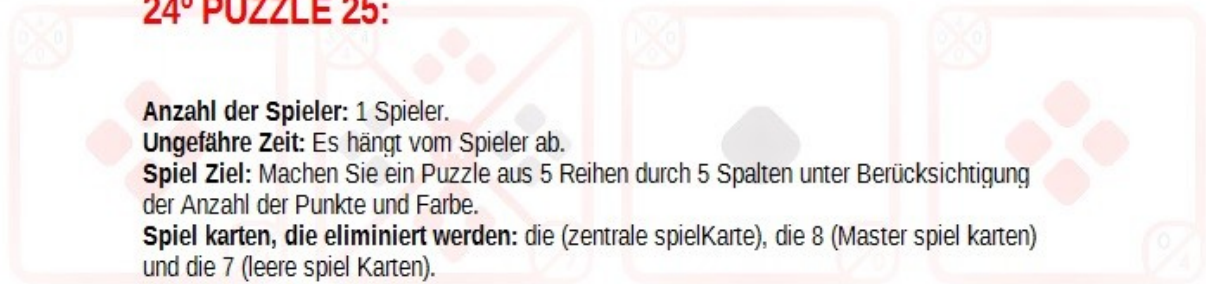 24º PUZZLE 25:
Anzahl der Spieler: 1 Spieler.
Ungefähre Zeit: Es hängt vom Spieler ab.
Spiel Ziel: Machen Sie ein Puzzle aus 5 Reihen durch 5 Spalten unter Berücksichtigung
der Anzahl der Punkte und Farbe.
Spiel karten, die eliminiert werden: die (zentrale spielKarte), die 8 (Master spiel karten)
und die 7 (leere spiel Karten).